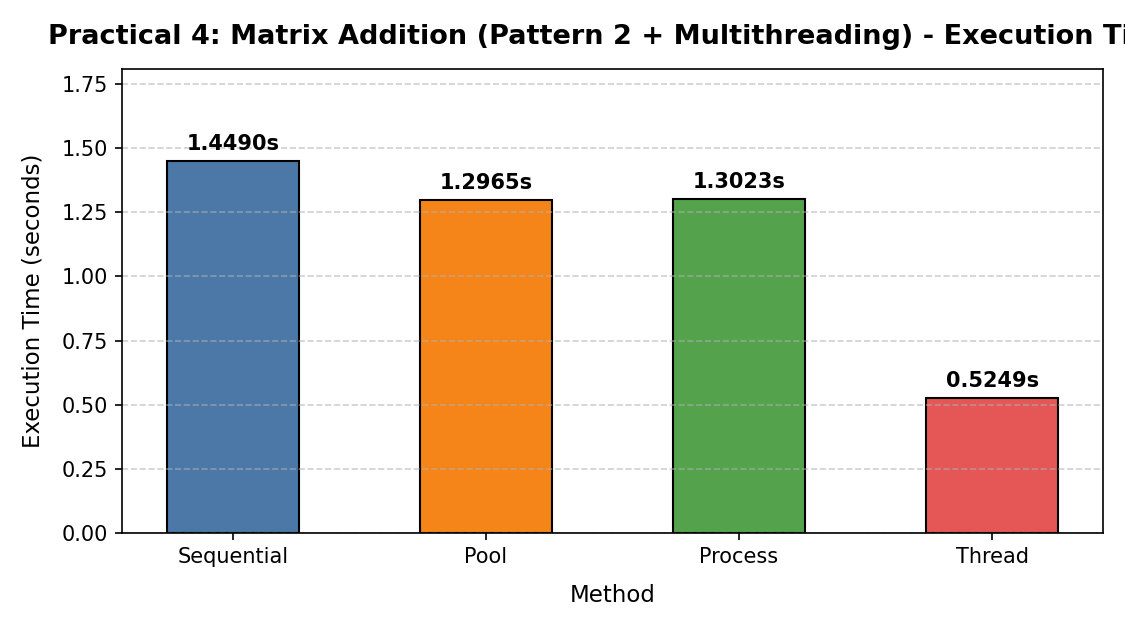 Practical 4: Matrix Addition (Pattern 2 + Multithreading) - Execution Ti
1.75
1.50
1.25
1.00
0.75
0.50
0.25
0.00
Execution Time (seconds)
1.4490s
1.2965s
1.3023s
0.5249s
Sequential
Pool
Process
Thread
Method